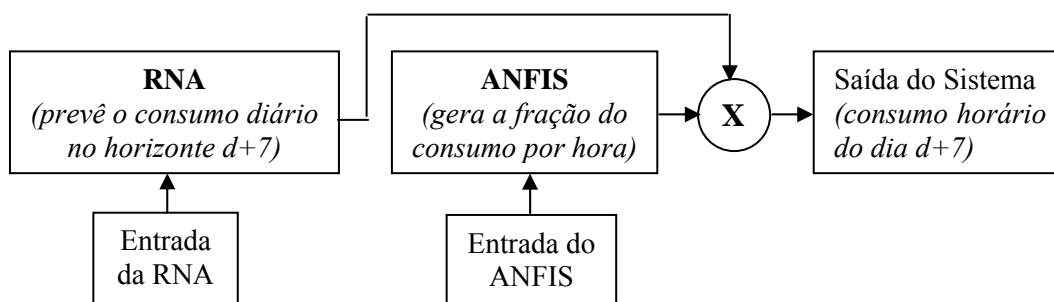 RNA
(prevê o consumo diário
no horizonte d+7)
ANFIS
(gera a fração do
consumo por hora)
X
Saída do Sistema
(consumo horário
do dia d+7)
Entrada
da RNA
Entrada do
ANFIS